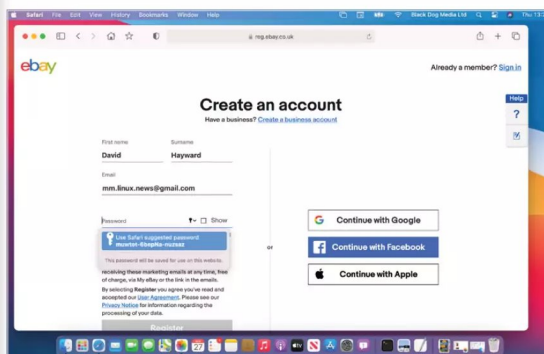 Safari File Edit View History Bookmarks Window Help
Black Dog Media Ltd
reg.ebay.co.uk
ebay
Already a member? Sign in
Create an account
Have a business? Create a business account
Help
?
First name
Surname
David
Hayward
Email
mm.linux.news@gmail.com
Password
Show
Use Safari suggested password
This password will be saved for use on this website.
receiving these marketing emails at any time, free
of charge, via My eBay or the link in the emails.
By selecting Register you agree you've read and
accepted our User Agreement. Please see our
Privacy Notice for information regarding the
processing of your data.
Register
or
Continue with Google
Continue with Facebook
Continue with Apple